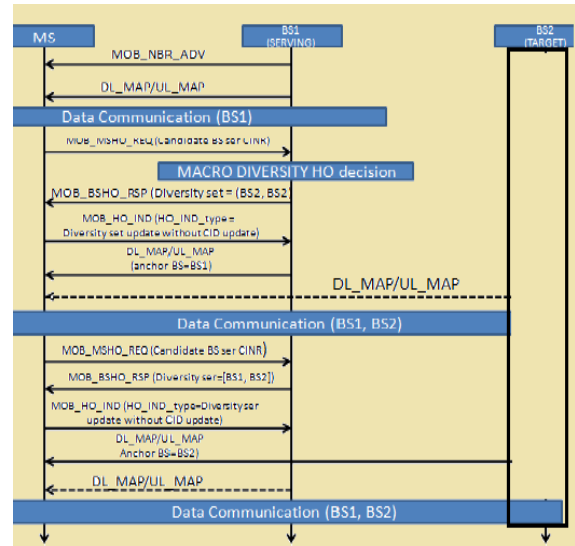 MS
BS1
(SERVING)
BS2
(TARGET)
MOB_NBR_ADV
DL_MAP/UL_MAP
Data Communication (BS1)
MOB_MSHO_REQ(Candidate BS ser CINR)
MACRO DIVERSITY HO decision
MOB_BSHO_RSP (Diversity set = (BS2, BS2)
MOB_HO_IND (HO_IND_type =
Diversity set update without CID update)
DL_MAP/UL_MAP
(anchor BS=BS1)
DL_MAP/UL_MAP
Data Communication (BS1, BS2)
MOB_MSHO_REQ(Candidate BS ser CINR)
MOB_BSHO_RSP (Diversity ser=[BS1, BS2])
MOB_HO_IND (HO_IND_type=Diversity ser
update without CID update)
DL_MAP/UL_MAP
Anchor BS=BS2)
DL_MAP/UL_MAP
Data Communication (BS1, BS2)